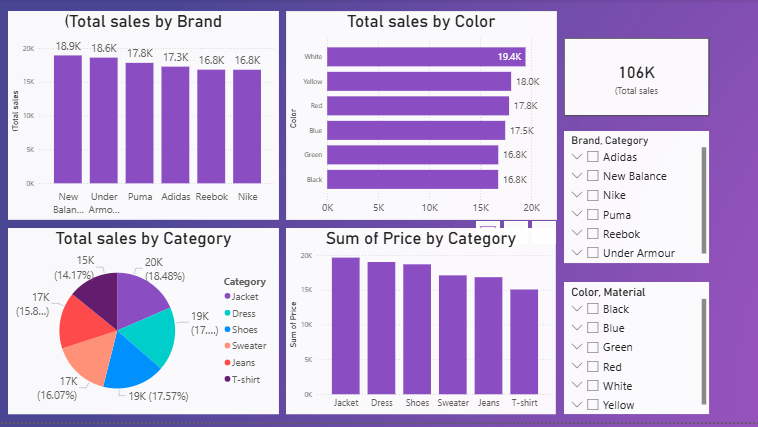 (Total sales by Brand
(Total sales
20K
15K
10K
5K
0K
18.9K
18.6K
17.8K
17.3K
16.8K
16.8K
New Balan...
Under Armo...
Puma
Adidas
Reebok
Nike
Total sales by Color
Color
White
19.4K
Yellow
18.0K
Red
17.8K
Blue
17.5K
Green
16.8K
Black
16.8K
0K
5K
10K
15K
20K
106K
(Total sales
Brand, Category
Adidas
New Balance
Nike
Puma
Reebok
Under Armour
Total sales by Category
20K
(18.48%)
19K
(17....)
19K (17.57%)
17K
(16.07%)
17K
(15.8...)
15K
(14.17%)
Category
Jacket
Dress
Shoes
Sweater
Jeans
T-shirt
Sum of Price by Category
Sum of Price
20K
15K
10K
5K
0K
Jacket
Dress
Shoes
Sweater
Jeans
T-shirt
Color, Material
Black
Blue
Green
Red
White
Yellow